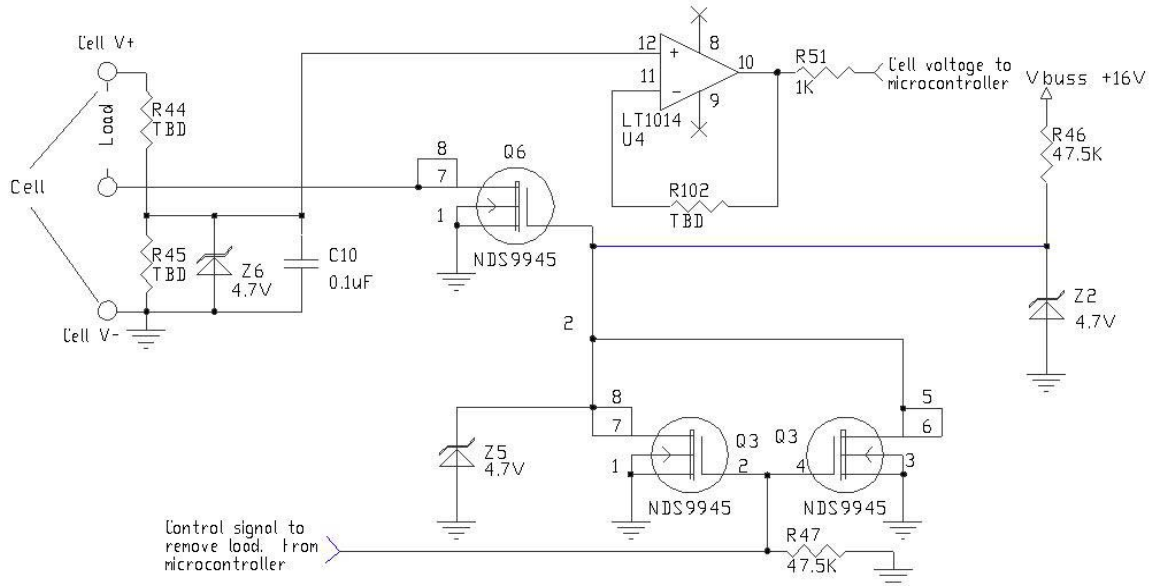 Cell V+
R44
TBD
Load
Cell
R45
TBD
Z6
4.7V
C10
0.1uF
Cell V-
8
7
1
Q6
NDS9945
12
11
+
-
8
9
10
LT1014
U4
R102
TBD
R51
1K
Cell voltage to
microcontroller
Vbuss +16V
R46
47.5K
Z2
4.7V
2
Z5
4.7V
8
7
1
Q3
2
NDS9945
Q3
4
5
6
3
NDS9945
R47
47.5K
Control signal to
remove load. From
microcontroller